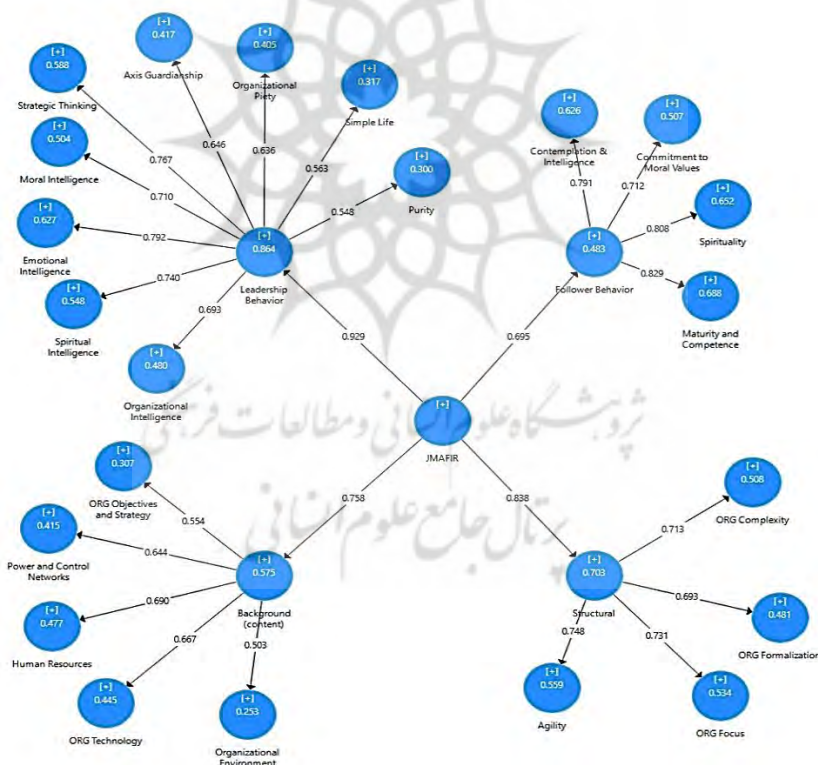 [+]
0.417
Axis Guardianship
[+]
0.405
Organizational
Piety
[+]
0.588
Strategic Thinking
[+]
0.317
Simple Life
[+]
0.626
Contemplation &
Intelligence
[+]
0.507
Commitment to
Moral Values
[+]
0.504
Moral Intelligence
[+]
0.300
Purity
[+]
0.652
Spirituality
[+]
0.627
Emotional
Intelligence
[+]
0.864
Leadership
Behavior
[+]
0.483
Follower Behavior
[+]
0.688
Maturity and
Competence
[+]
0.548
Spiritual
Intelligence
[+]
0.480
Organizational
Intelligence
0.767
0.646
0.636
0.563
0.548
0.710
0.792
0.740
0.693
0.791
0.712
0.808
0.829
0.929
0.695
[+]
JMAFIR
پژوهشگاه علوم انسانی و مطالعات فرهنگی
پرتال جامع علوم انسانی
0.758
0.838
[+]
0.307
ORG Objectives
and Strategy
[+]
0.415
Power and Control
Networks
[+]
0.477
Human Resources
[+]
0.445
ORG Technology
[+]
0.253
Organizational
Environment
[+]
0.575
Background
(content)
0.554
0.644
0.690
0.667
0.503
[+]
0.703
Structural
[+]
0.508
ORG Complexity
[+]
0.481
ORG Formalization
[+]
0.534
ORG Focus
[+]
0.559
Agility
0.713
0.693
0.731
0.748